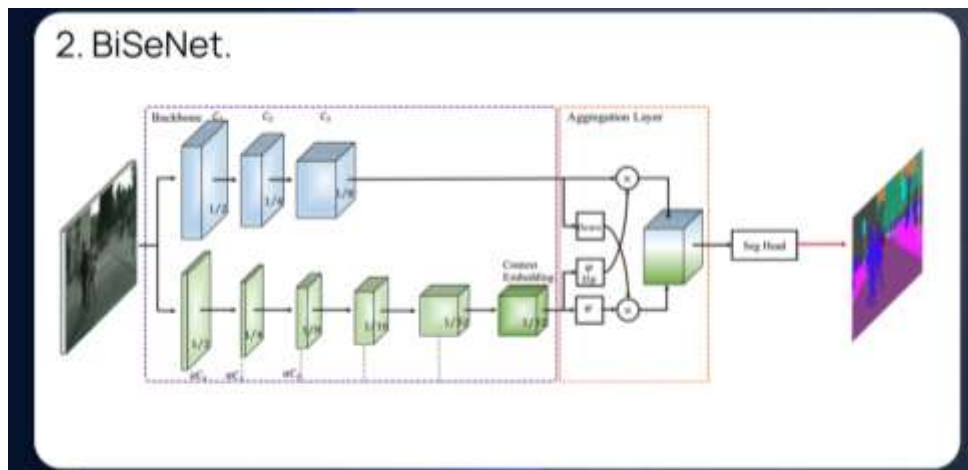 2. BiSeNet.
Backbone
C₁
C₂
C₃
Aggregation Layer
1/2
1/4
1/8
Context
Embedding
Seg Head
1/2
1/4
1/8
1/16
1/32
1/32